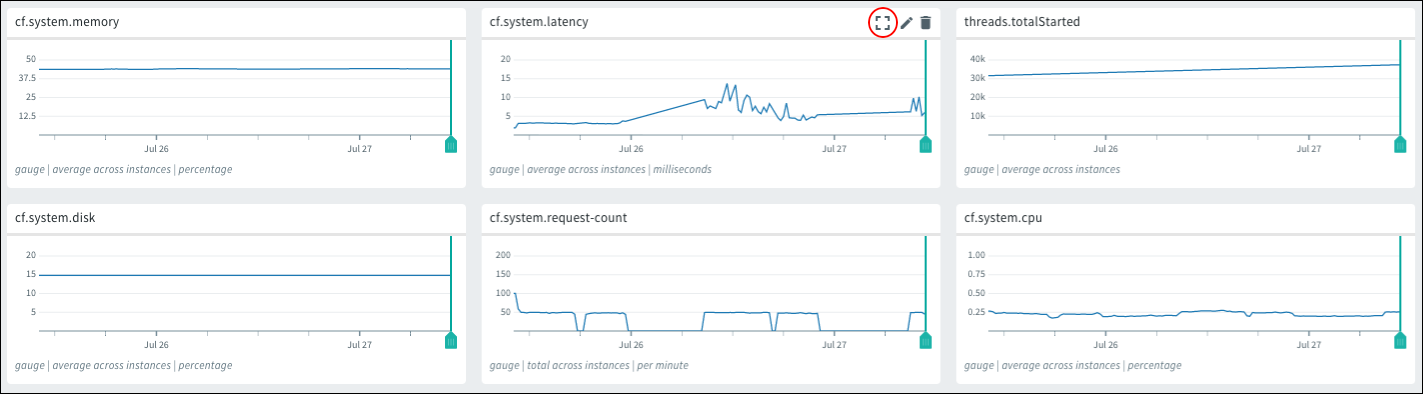 cf.system.memory
50
37.5
25
12.5
Jul 26 Jul 27
gauge | average across instances | percentage
cf.system.latency
20
15
10
5
Jul 26 Jul 27
gauge | average across instances | milliseconds
threads.totalStarted
40k
30k
20k
10k
Jul 26 Jul 27
gauge | average across instances
cf.system.disk
20
15
10
5
Jul 26 Jul 27
gauge | average across instances | percentage
cf.system.request-count
200
150
100
50
Jul 26 Jul 27
gauge | total across instances | per minute
cf.system.cpu
1.00
0.75
0.50
0.25
Jul 26 Jul 27
gauge | average across instances | percentage